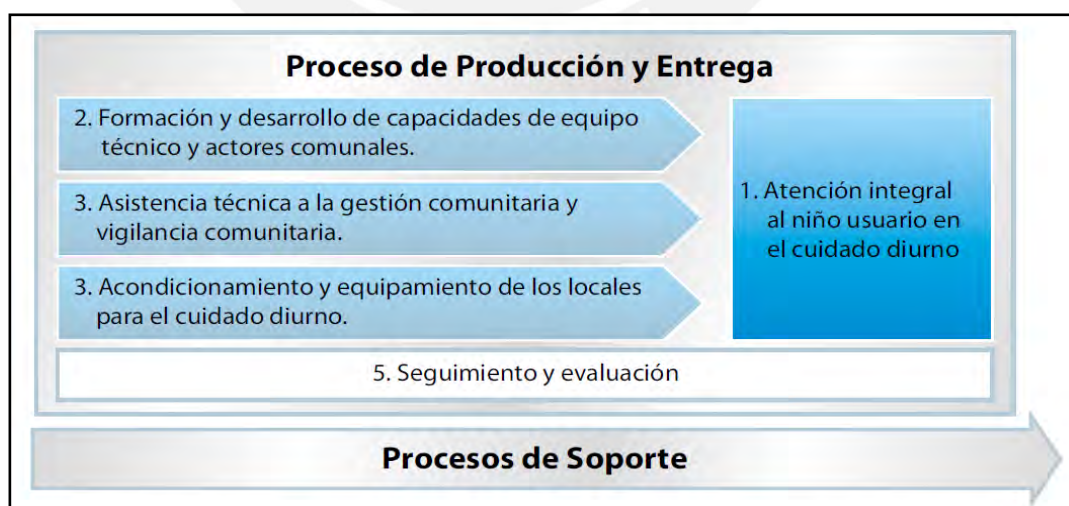 Proceso de Producción y Entrega
2. Formación y desarrollo de capacidades de equipo
técnico y actores comunales.
3. Asistencia técnica a la gestión comunitaria y
vigilancia comunitaria.
3. Acondicionamiento y equipamiento de los locales
para el cuidado diurno.
1. Atención integral
al niño usuario en
el cuidado diurno
5. Seguimiento y evaluación
Procesos de Soporte